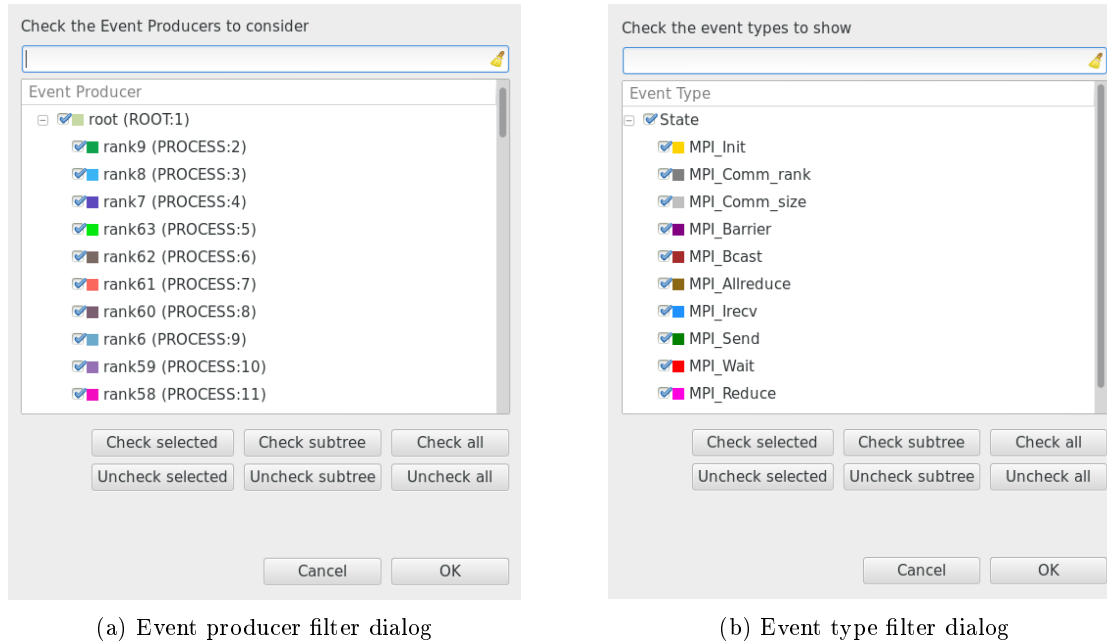 Check the Event Producers to consider
Event Producer
root (ROOT:1)
rank9 (PROCESS:2)
rank8 (PROCESS:3)
rank7 (PROCESS:4)
rank63 (PROCESS:5)
rank62 (PROCESS:6)
rank61 (PROCESS:7)
rank60 (PROCESS:8)
rank6 (PROCESS:9)
rank59 (PROCESS:10)
rank58 (PROCESS:11)
Check selected Check subtree Check all
Uncheck selected Uncheck subtree Uncheck all
Cancel OK
(a) Event producer filter dialog
Check the event types to show
Event Type
State
MPI_Init
MPI_Comm_rank
MPI_Comm_size
MPI_Barrier
MPI_Bcast
MPI_Allreduce
MPI_Irecv
MPI_Send
MPI_Wait
MPI_Reduce
Check selected Check subtree Check all
Uncheck selected Uncheck subtree Uncheck all
Cancel OK
(b) Event type filter dialog